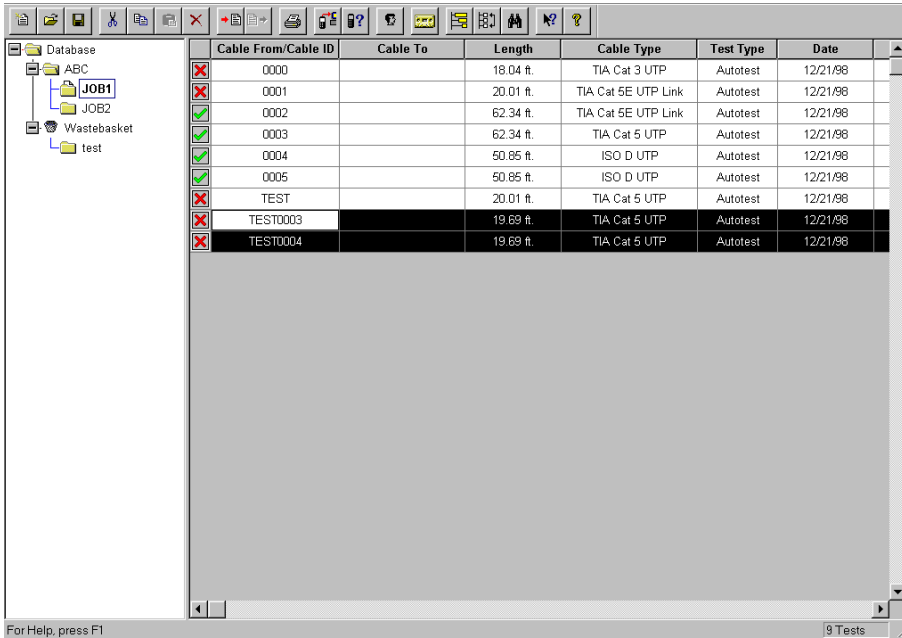 Database
ABC
JOB1
JOB2
Wastebasket
test
Cable From/Cable ID Cable To Length Cable Type Test Type Date
0000 18.04 ft. TIA Cat 3 UTP Autotest 12/21/98
0001 20.01 ft. TIA Cat 5E UTP Link Autotest 12/21/98
0002 62.34 ft. TIA Cat 5E UTP Link Autotest 12/21/98
0003 62.34 ft. TIA Cat 5 UTP Autotest 12/21/98
0004 50.85 ft. ISO D UTP Autotest 12/21/98
0005 50.85 ft. ISO D UTP Autotest 12/21/98
TEST 20.01 ft. TIA Cat 5 UTP Autotest 12/21/98
TEST0003 19.69 ft. TIA Cat 5 UTP Autotest 12/21/98
TEST0004 19.69 ft. TIA Cat 5 UTP Autotest 12/21/98
For Help, press F1 9 Tests